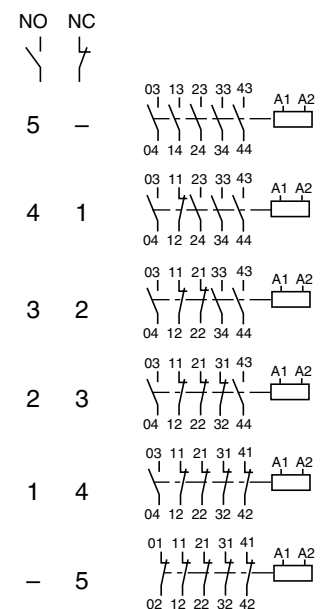 NO NC
03 13 23 33 43
A1 A2
5 –
04 14 24 34 44
03 11 23 33 43
A1 A2
4 1
04 12 24 34 44
03 11 21 33 43
A1 A2
3 2
04 12 22 34 44
03 11 21 31 43
A1 A2
2 3
04 12 22 32 44
03 11 21 31 41
A1 A2
1 4
04 12 22 32 42
01 11 21 31 41
A1 A2
– 5
02 12 22 32 42